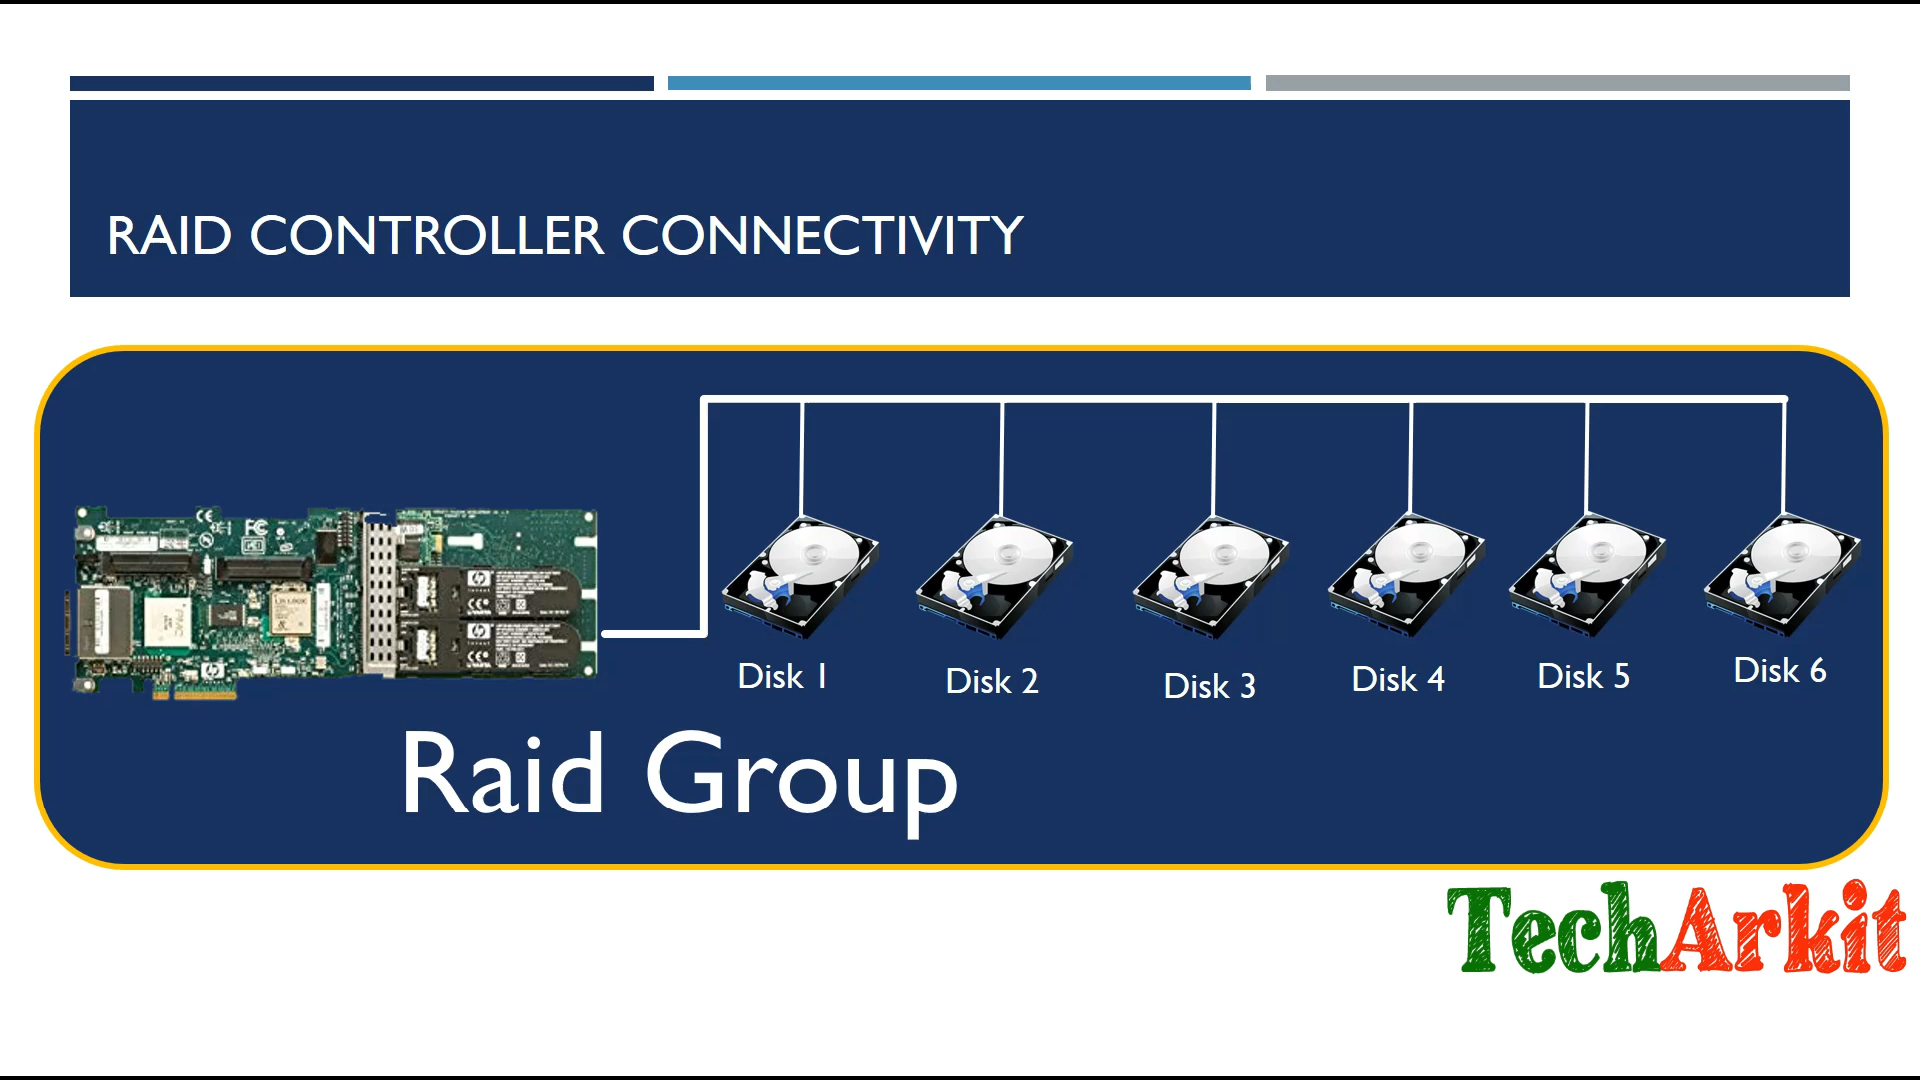 RAID CONTROLLER CONNECTIVITY
Disk 1
Disk 2
Disk 3
Disk 4
Disk 5
Disk 6
Raid Group
TechArkit